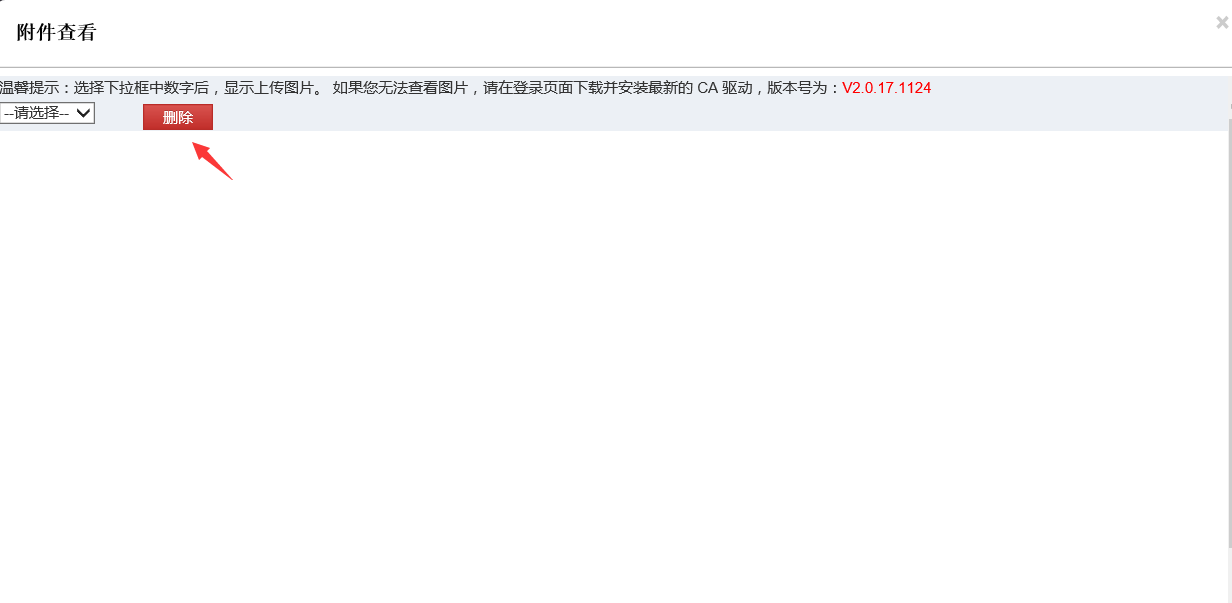 附件查看
×
温馨提示：选择下拉框中数字后，显示上传图片。 如果您无法查看图片，请在登录页面下载并安装最新的 CA 驱动，版本号为：V2.0.17.1124
--请选择-- 删除